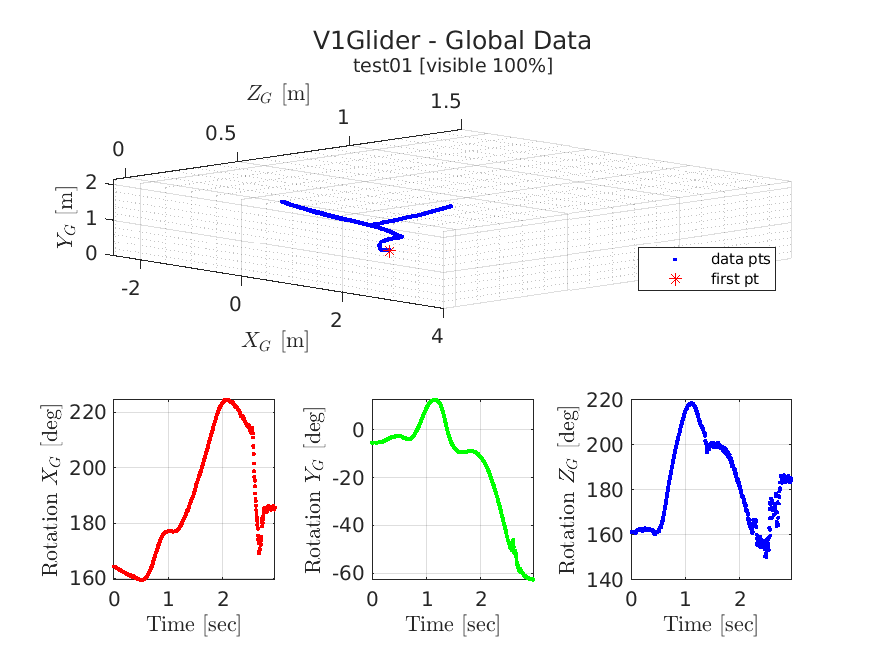 V1Glider - Global Data
test01 [visible 100%]
Z_G [m]
0 0.5 1 1.5
Y_G [m]
2
1
0
-2 0 2 4
X_G [m]
data pts
first pt
Rotation X_G [deg]
220
200
180
160
0 1 2
Time [sec]
Rotation Y_G [deg]
0
-20
-40
-60
0 1 2
Time [sec]
Rotation Z_G [deg]
220
200
180
160
140
0 1 2
Time [sec]